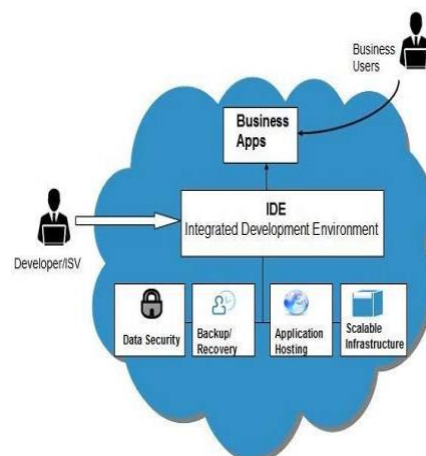 Business
Users
Business
Apps
IDE
Integrated Development Environment
Developer/ISV
Data Security
Backup/
Recovery
Application
Hosting
Scalable
Infrastructure